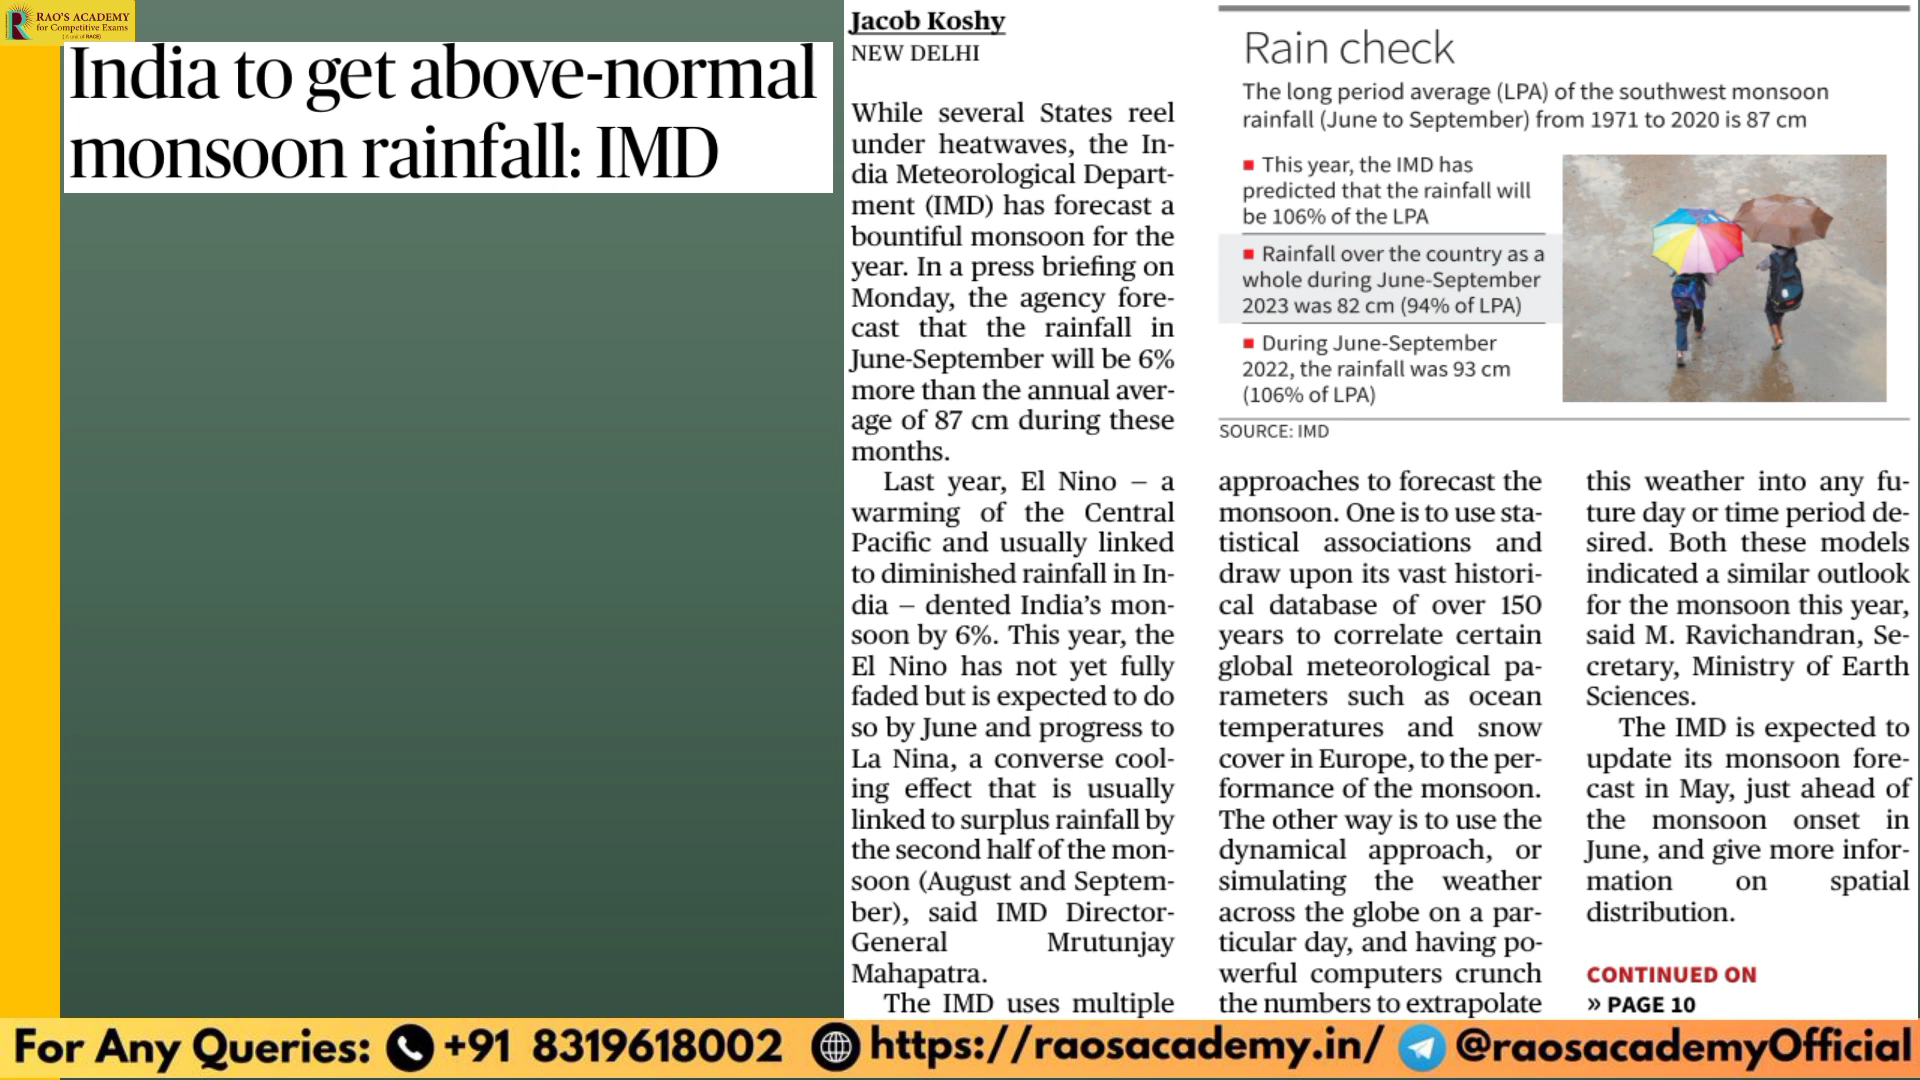 RAO'S ACADEMY
for Competitive Exams
(A unit of RACE)
India to get above-normal
monsoon rainfall: IMD
Jacob Koshy
NEW DELHI
While several States reel
under heatwaves, the In-
dia Meteorological Depart-
ment (IMD) has forecast a
bountiful monsoon for the
year. In a press briefing on
Monday, the agency fore-
cast that the rainfall in
June-September will be 6%
more than the annual aver-
age of 87 cm during these
months.
Last year, El Nino — a
warming of the Central
Pacific and usually linked
to diminished rainfall in In-
dia — dented India's mon-
soon by 6%. This year, the
El Nino has not yet fully
faded but is expected to do
so by June and progress to
La Nina, a converse cool-
ing effect that is usually
linked to surplus rainfall by
the second half of the mon-
soon (August and Septem-
ber), said IMD Director-
General Mrutunjay
Mahapatra.
The IMD uses multiple
Rain check
The long period average (LPA) of the southwest monsoon
rainfall (June to September) from 1971 to 2020 is 87 cm
This year, the IMD has
predicted that the rainfall will
be 106% of the LPA
Rainfall over the country as a
whole during June-September
2023 was 82 cm (94% of LPA)
During June-September
2022, the rainfall was 93 cm
(106% of LPA)
SOURCE: IMD
approaches to forecast the
monsoon. One is to use sta-
tistical associations and
draw upon its vast histori-
cal database of over 150
years to correlate certain
global meteorological pa-
rameters such as ocean
temperatures and snow
cover in Europe, to the per-
formance of the monsoon.
The other way is to use the
dynamical approach, or
simulating the weather
across the globe on a par-
ticular day, and having po-
werful computers crunch
the numbers to extrapolate
this weather into any fu-
ture day or time period de-
sired. Both these models
indicated a similar outlook
for the monsoon this year,
said M. Ravichandran, Se-
cretary, Ministry of Earth
Sciences.
The IMD is expected to
update its monsoon fore-
cast in May, just ahead of
the monsoon onset in
June, and give more infor-
mation on spatial
distribution.
CONTINUED ON
» PAGE 10
For Any Queries: +91 8319618002 https://raosacademy.in/ @raosacademyOfficial